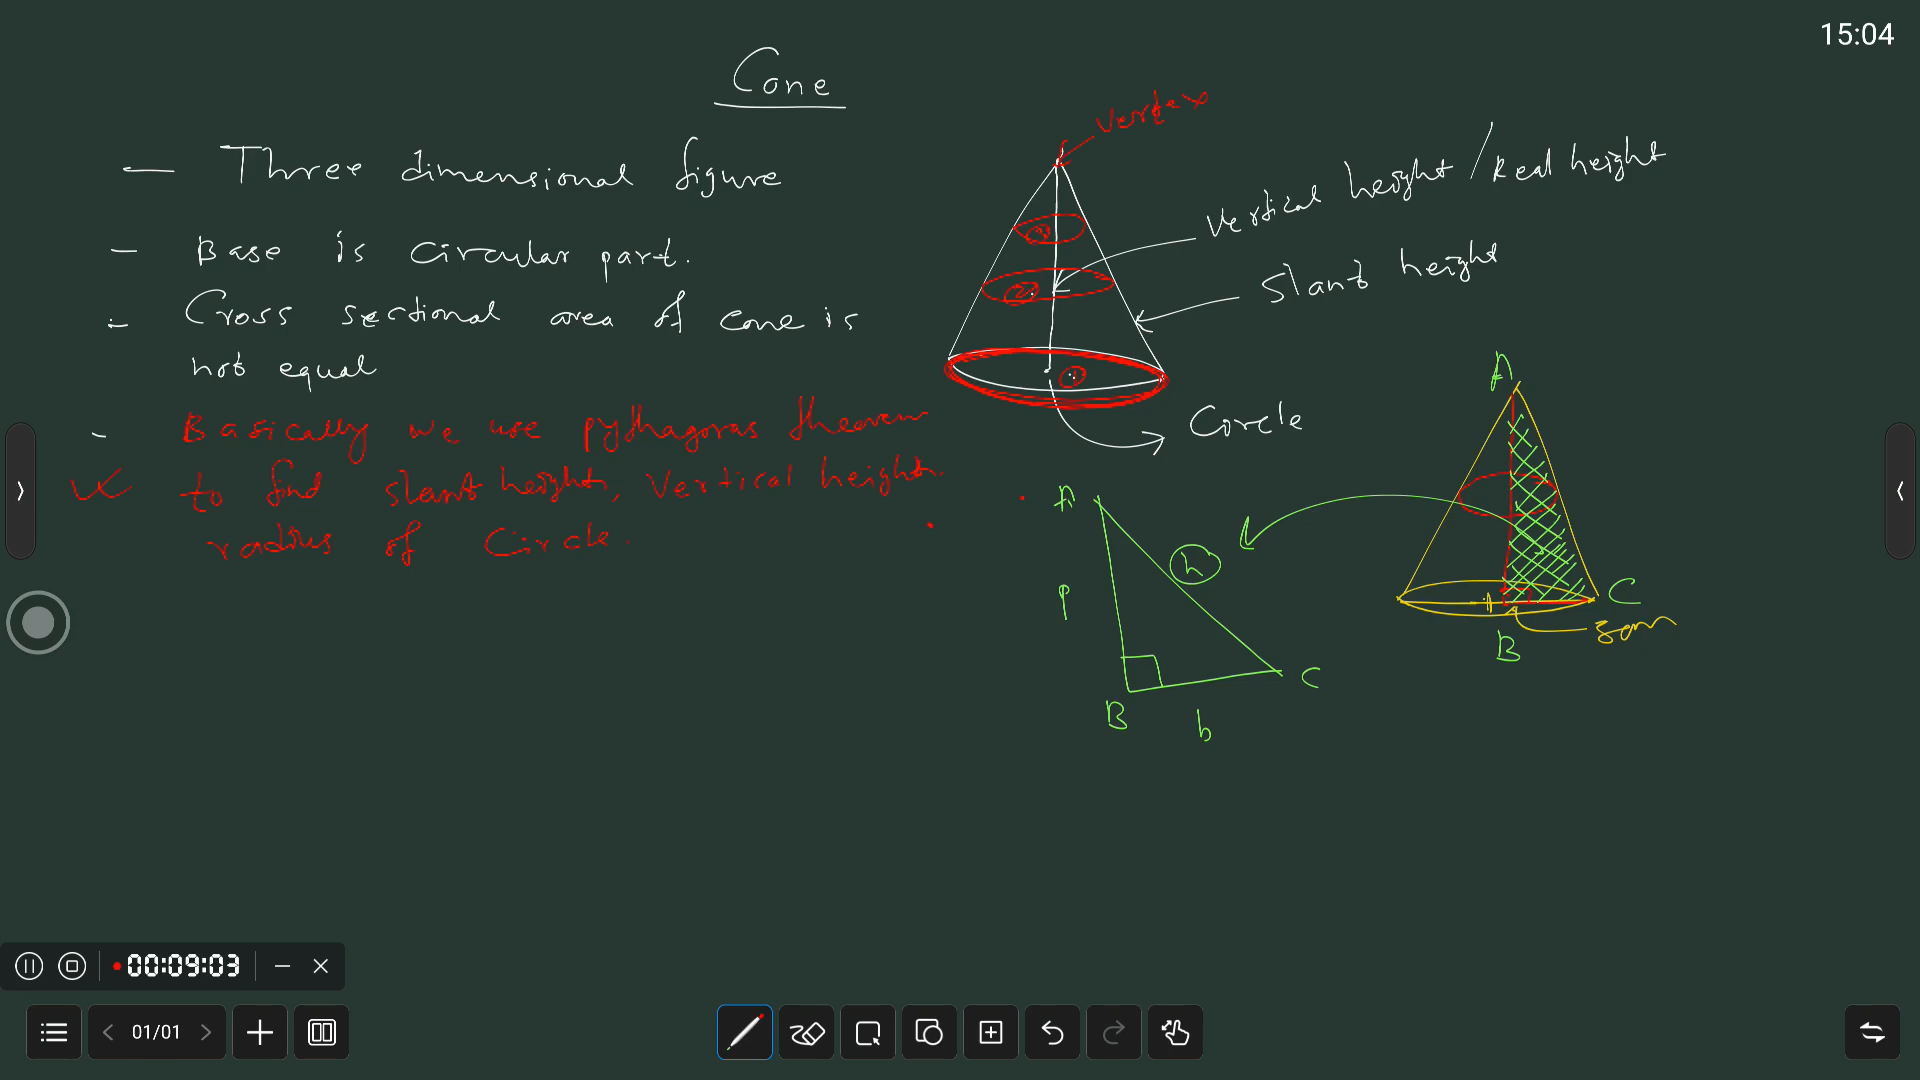 15:04
Cone
— Three dimensional figure
- Base is circular part.
- Cross sectional area of cone is
not equal
- Basically we use pythagoras theorem
to find slant height, Vertical height.
radius of Circle.
Vertex
Vertical height / Real height
Slant height
Circle
A
h
p
B
b
C
A
C
B
00:09:03
01/01